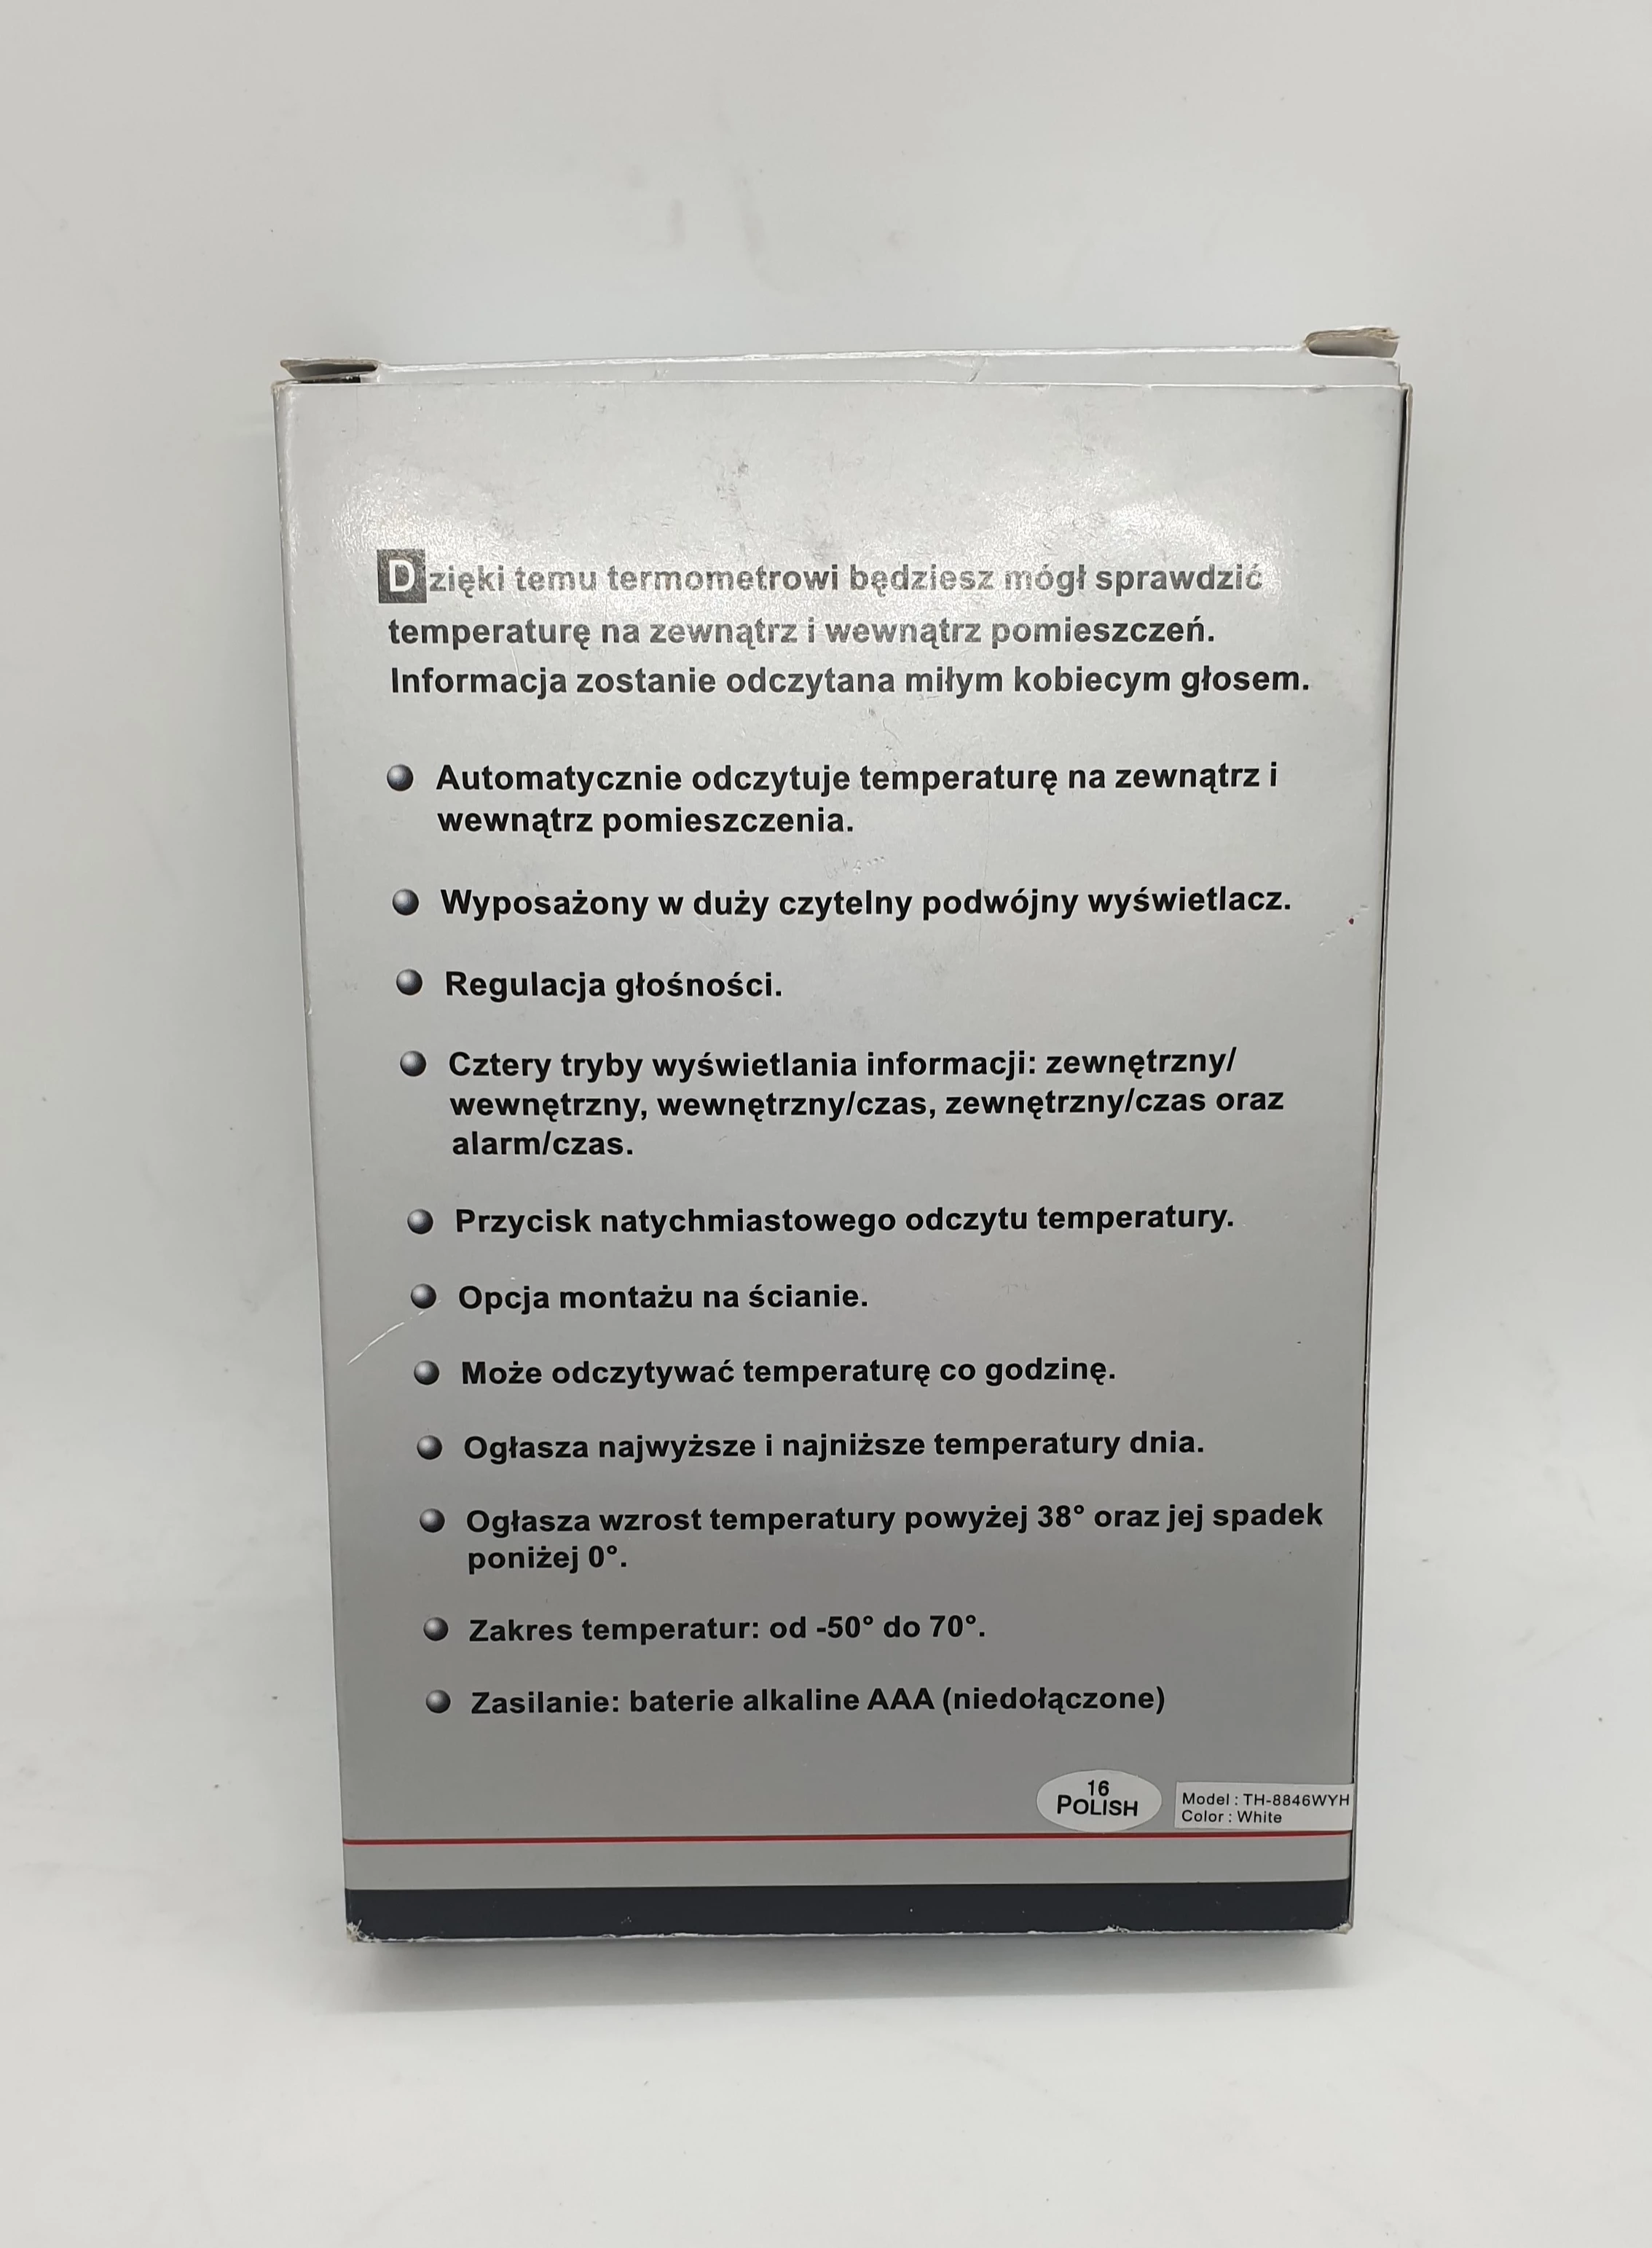 Dzięki temu termometrowi będziesz mógł sprawdzić
temperaturę na zewnątrz i wewnątrz pomieszczeń.
Informacja zostanie odczytana miłym kobiecym głosem.
Automatycznie odczytuje temperaturę na zewnątrz i
wewnątrz pomieszczenia.
Wyposażony w duży czytelny podwójny wyświetlacz.
Regulacja głośności.
Cztery tryby wyświetlania informacji: zewnętrzny/
wewnętrzny, wewnętrzny/czas, zewnętrzny/czas oraz
alarm/czas.
Przycisk natychmiastowego odczytu temperatury.
Opcja montażu na ścianie.
Może odczytywać temperaturę co godzinę.
Ogłasza najwyższe i najniższe temperatury dnia.
Ogłasza wzrost temperatury powyżej 38° oraz jej spadek
poniżej 0°.
Zakres temperatur: od -50° do 70°.
Zasilanie: baterie alkaline AAA (niedołączone)
16
POLISH
Model : TH-8846WYH
Color : White